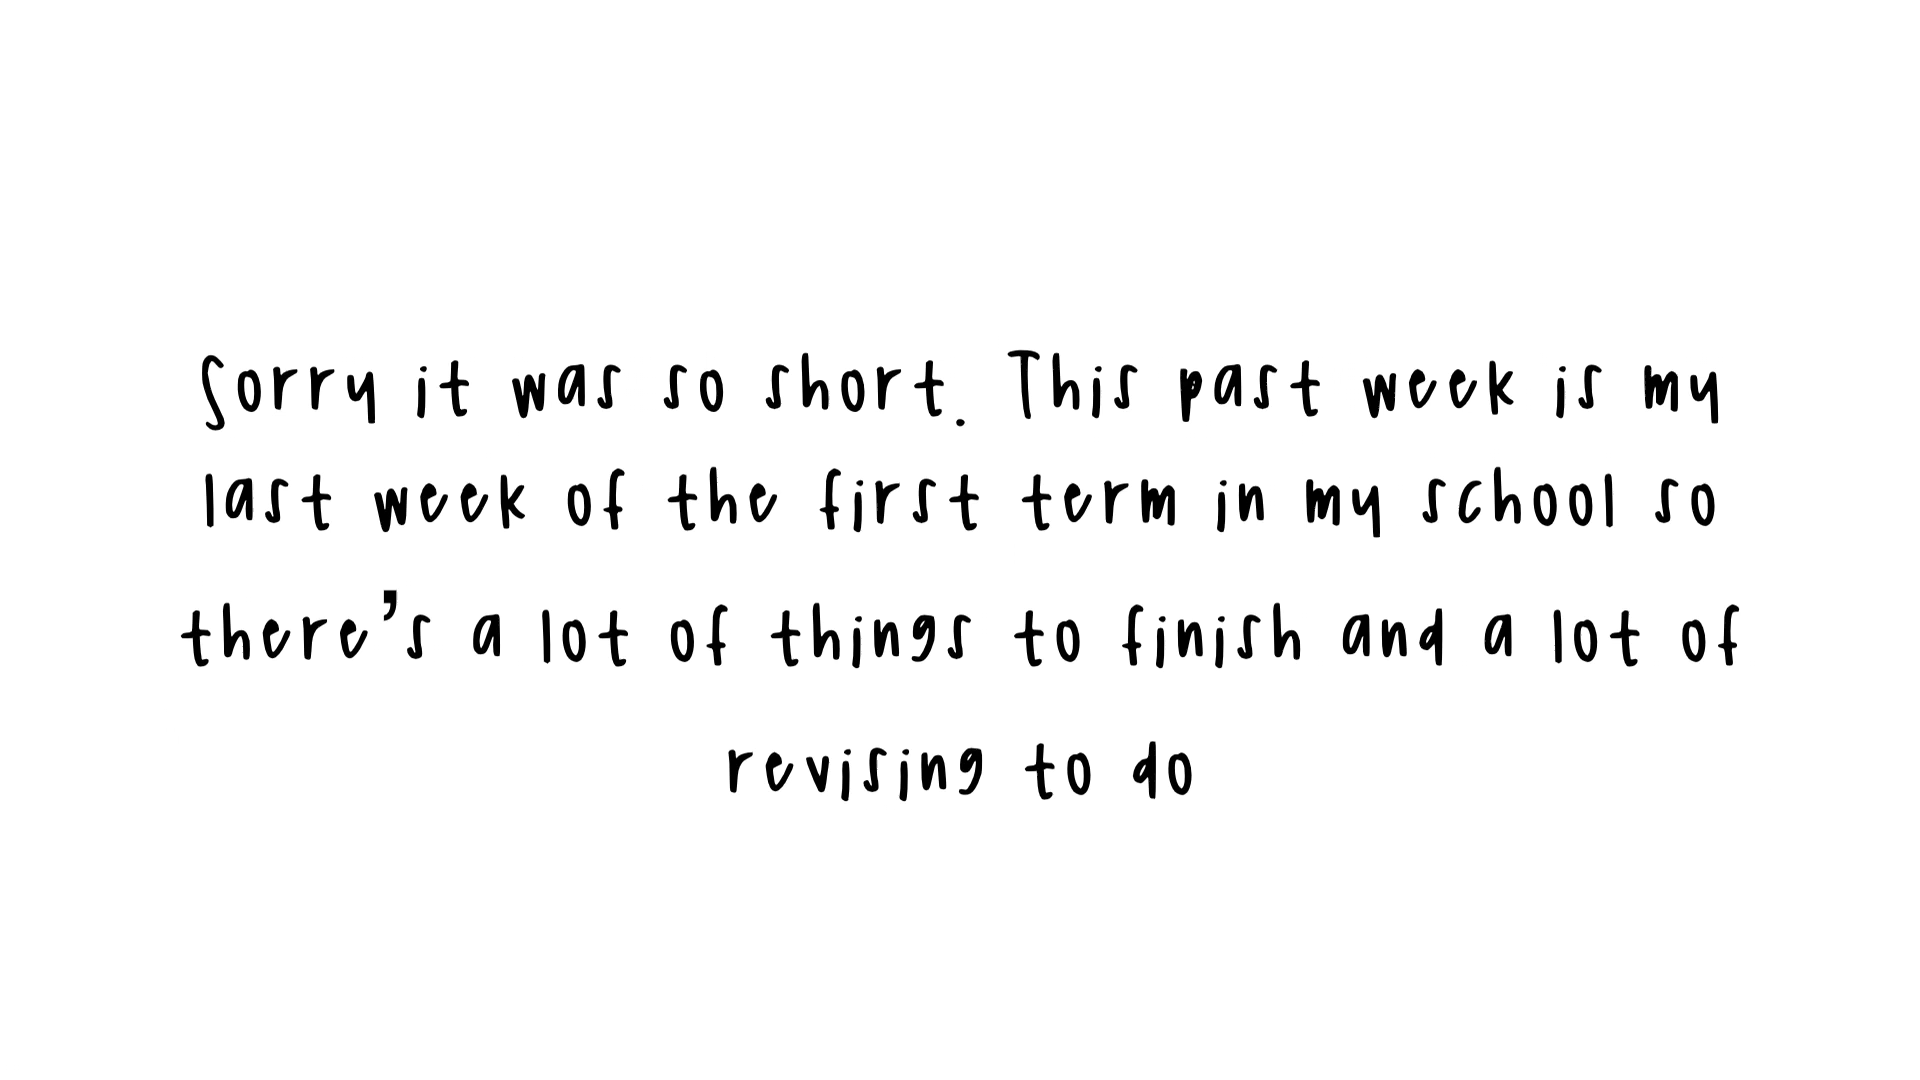 Sorry it was so short. This past week is my
last week of the first term in my school so
there's a lot of things to finish and a lot of
revising to do